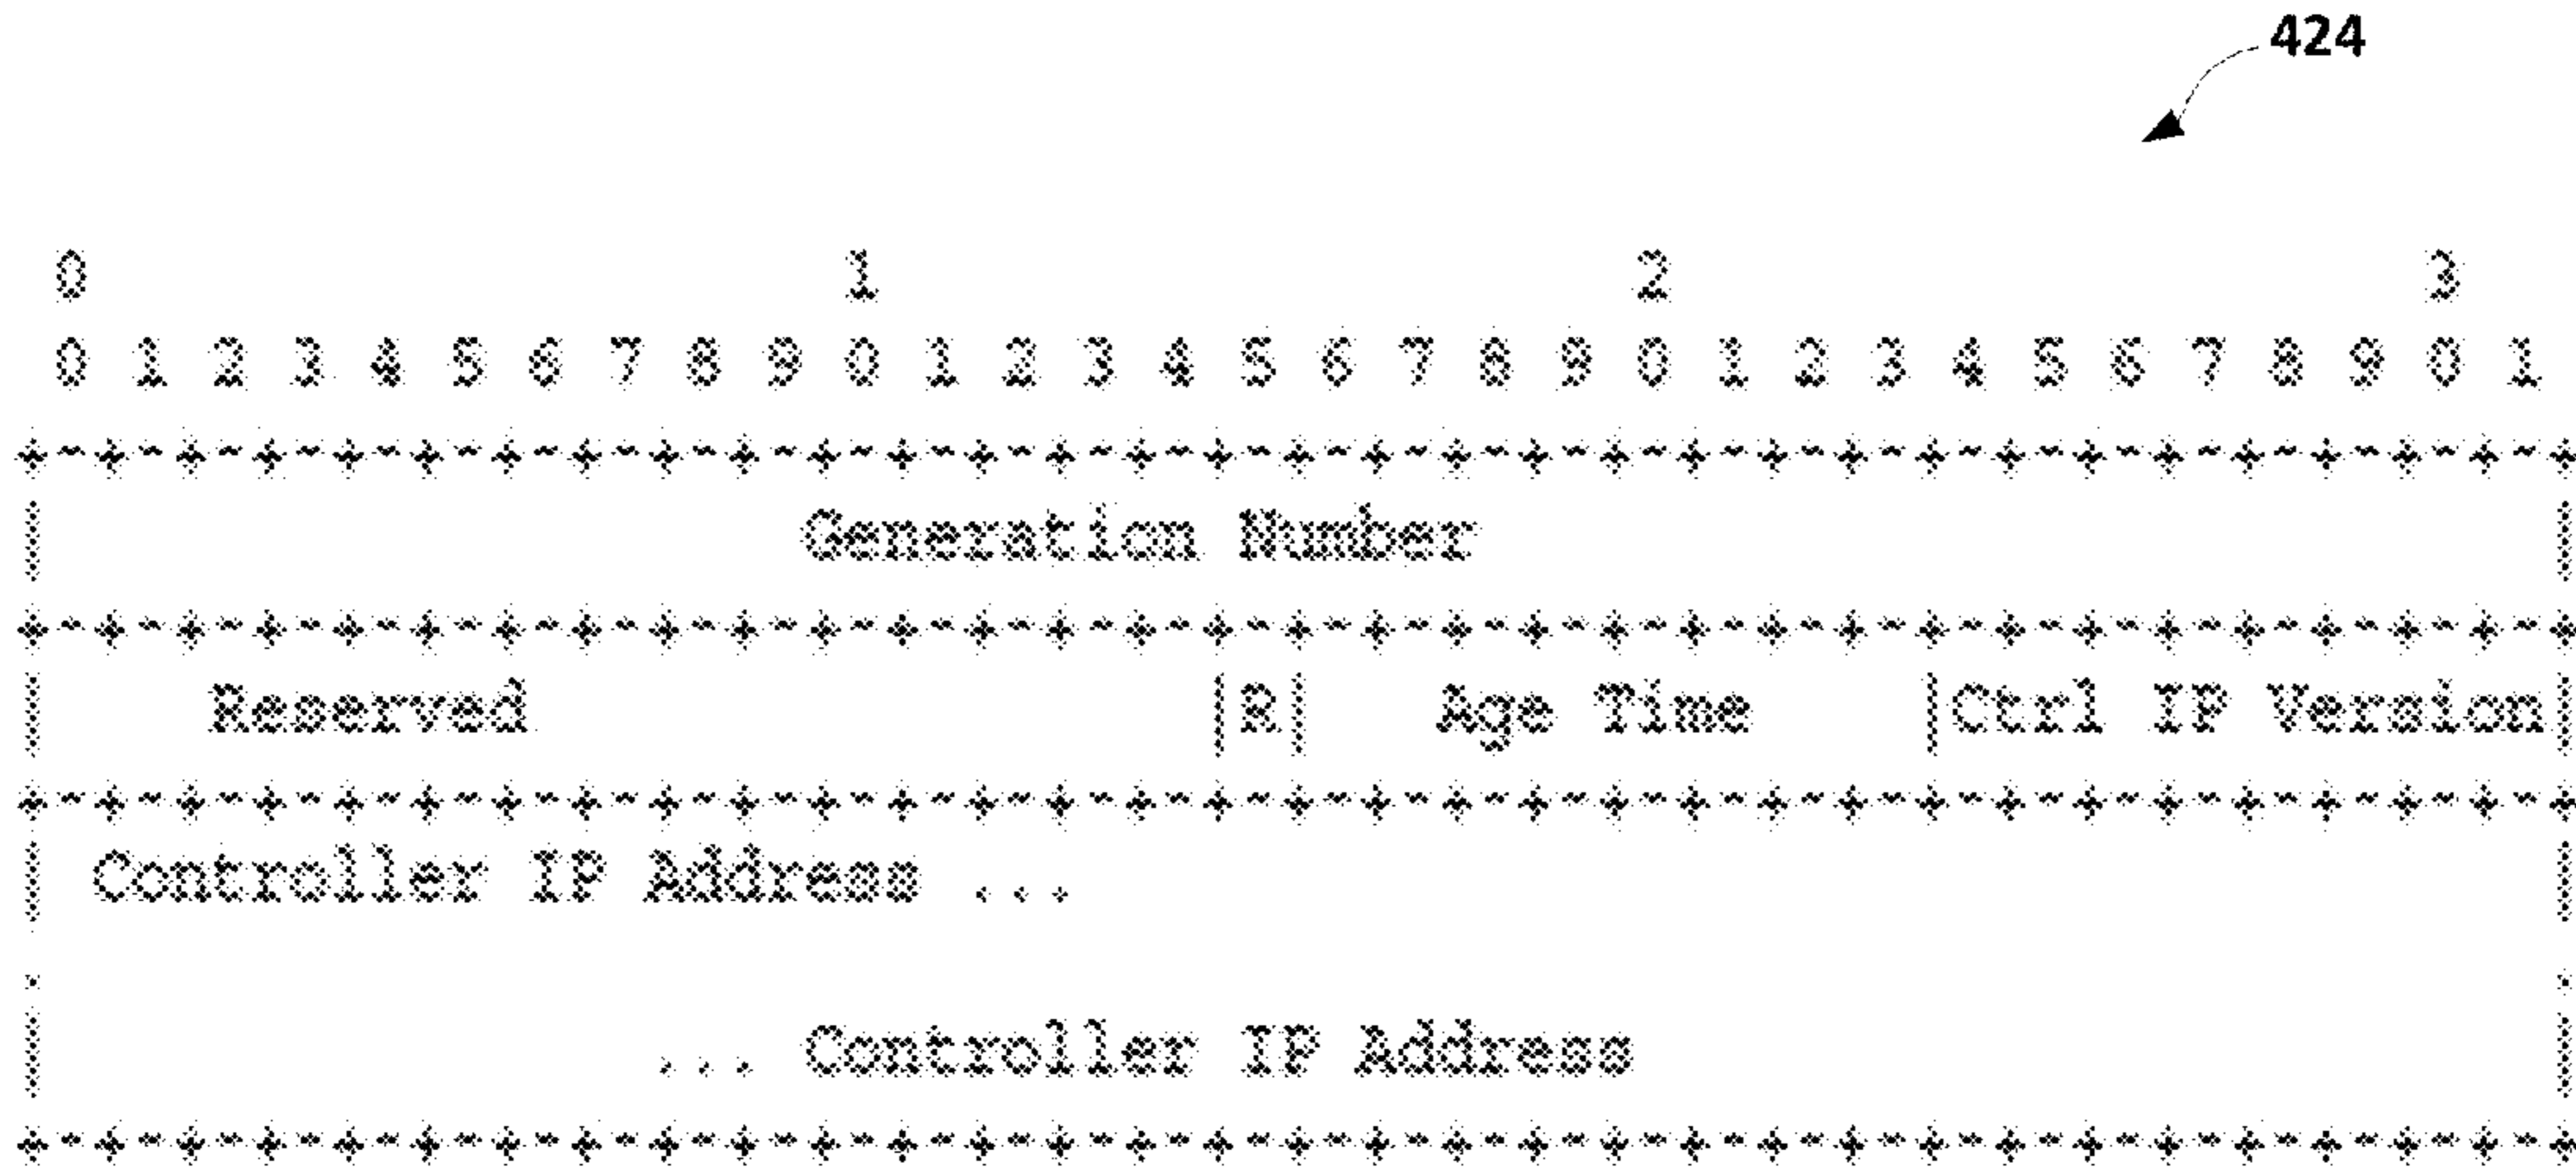 424
0 1 2 3
0 1 2 3 4 5 6 7 8 9 0 1 2 3 4 5 6 7 8 9 0 1 2 3 4 5 6 7 8 9 0 1
+-+-+-+-+-+-+-+-+-+-+-+-+-+-+-+-+-+-+-+-+-+-+-+-+-+-+-+-+-+-+-+-+
| Generation Number |
+-+-+-+-+-+-+-+-+-+-+-+-+-+-+-+-+-+-+-+-+-+-+-+-+-+-+-+-+-+-+-+-+
| Reserved |R| Age Time |Ctrl IP Version|
+-+-+-+-+-+-+-+-+-+-+-+-+-+-+-+-+-+-+-+-+-+-+-+-+-+-+-+-+-+-+-+-+
| Controller IP Address ... |
. .
| ... Controller IP Address |
+-+-+-+-+-+-+-+-+-+-+-+-+-+-+-+-+-+-+-+-+-+-+-+-+-+-+-+-+-+-+-+-+